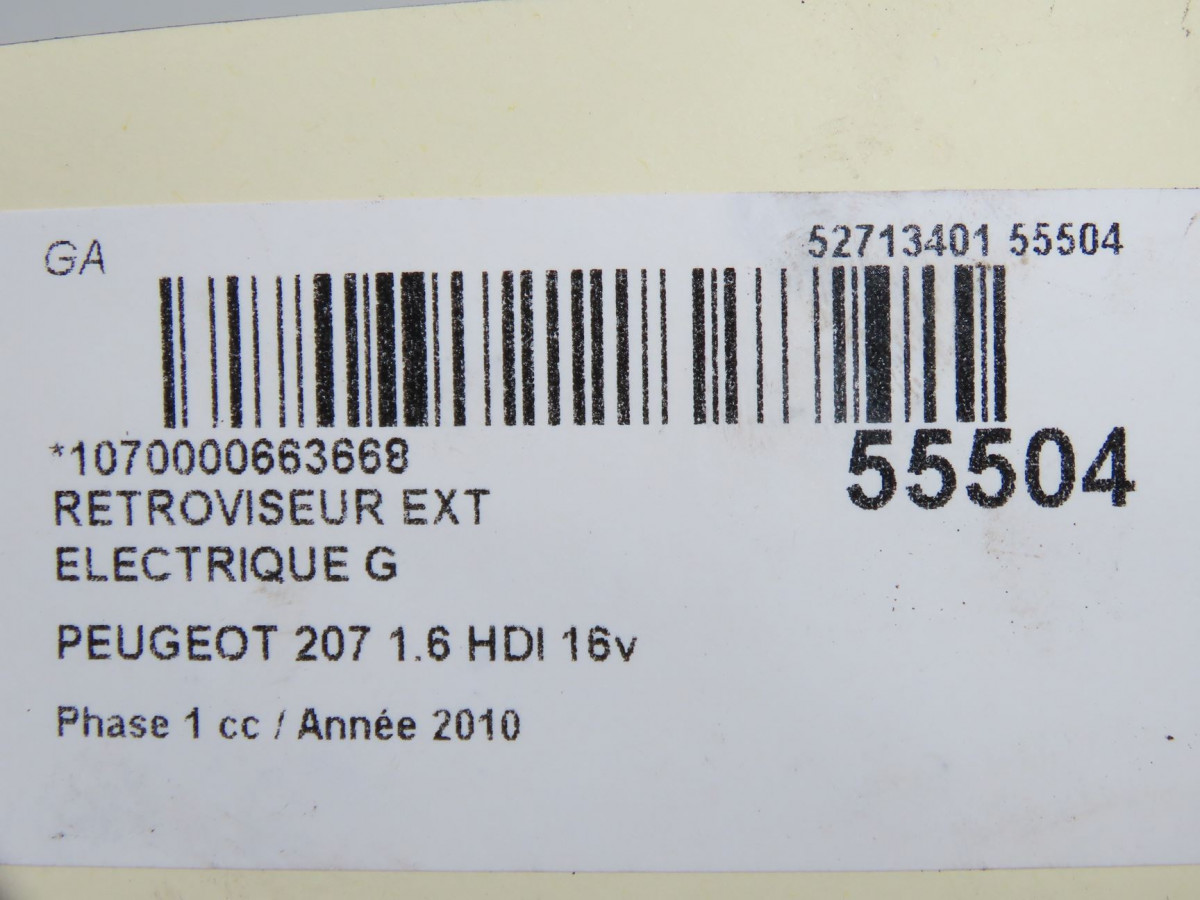 GA
52713401 55504
*1070000663668
55504
RETROVISEUR EXT
ELECTRIQUE G
PEUGEOT 207 1.6 HDI 16v
Phase 1 cc / Année 2010